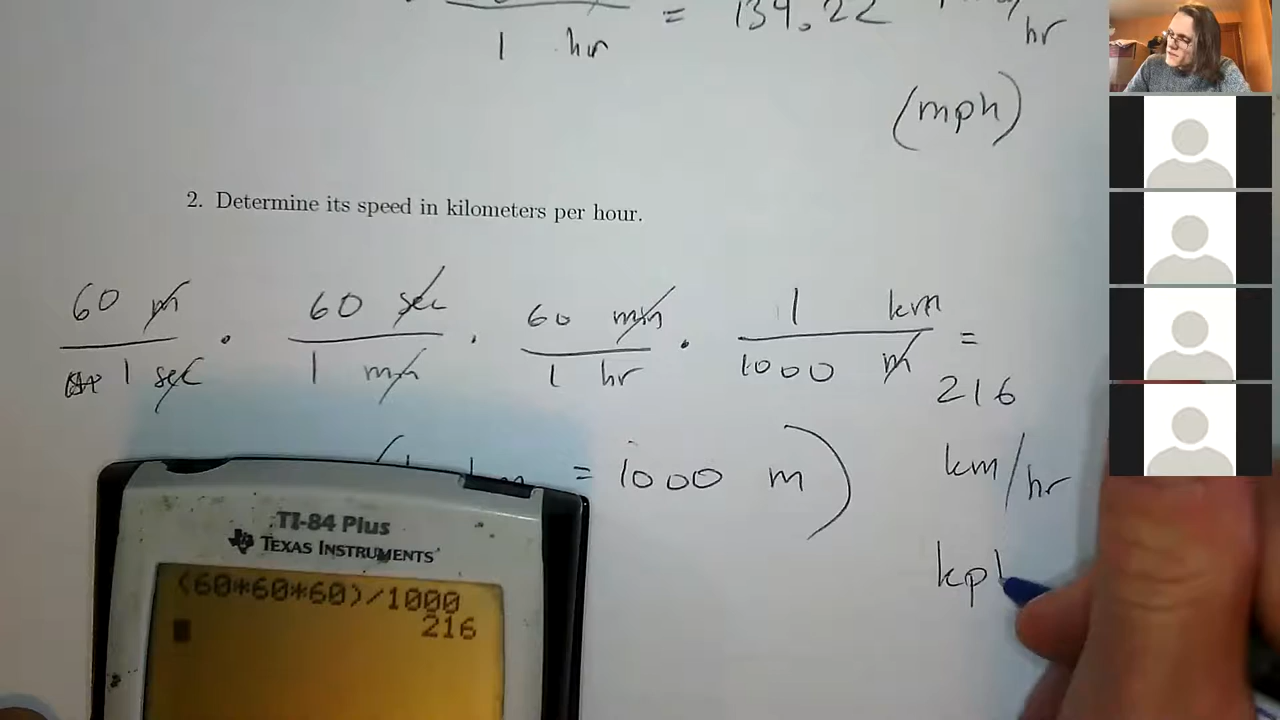 = 134.22
1 hr hr
(mph)
2. Determine its speed in kilometers per hour.
60 m 60 sec 60 min 1 km
— · — · — · — =
1 sec 1 min 1 hr 1000 m
216
= 1000 m) km/hr
kph
TI-84 Plus
TEXAS INSTRUMENTS
(60*60*60)/1000
216